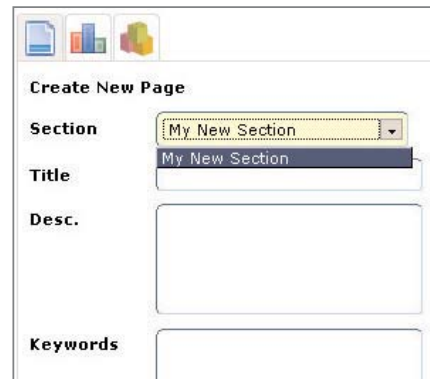 Create New Page
Section
My New Section
My New Section
Title
Desc.
Keywords